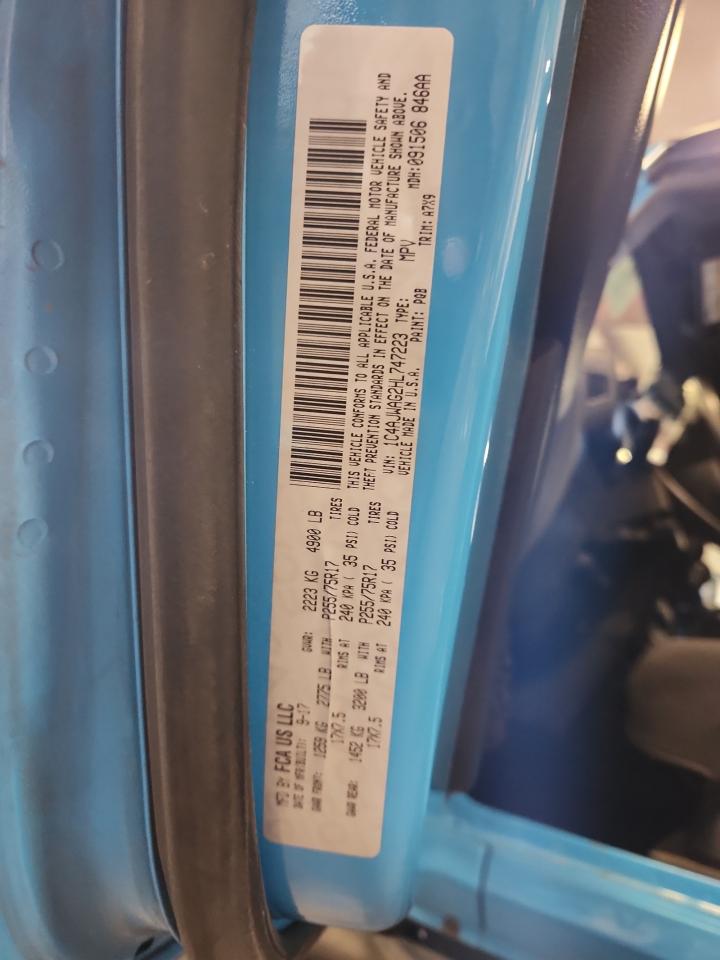 MFD BY FCA US LLC
DATE OF MFR/BUILT: 9-17 GVWR: 2223 KG 4900 LB
GAWR FRONT: 1259 KG 2775 LB WITH P255/75R17 TIRES
17X7.5 RIMS AT 240 KPA ( 35 PSI) COLD
GAWR REAR: 1452 KG 3200 LB WITH P255/75R17 TIRES
17X7.5 RIMS AT 240 KPA ( 35 PSI) COLD
THIS VEHICLE CONFORMS TO ALL APPLICABLE U.S.A. FEDERAL MOTOR VEHICLE SAFETY AND
THEFT PREVENTION STANDARDS IN EFFECT ON THE DATE OF MANUFACTURE SHOWN ABOVE.
VIN: 1C4AJWAG2HL747223 TYPE: MPV MDH: 091506 846AA
VEHICLE MADE IN U.S.A. PAINT: PQB TRIM: A7X9